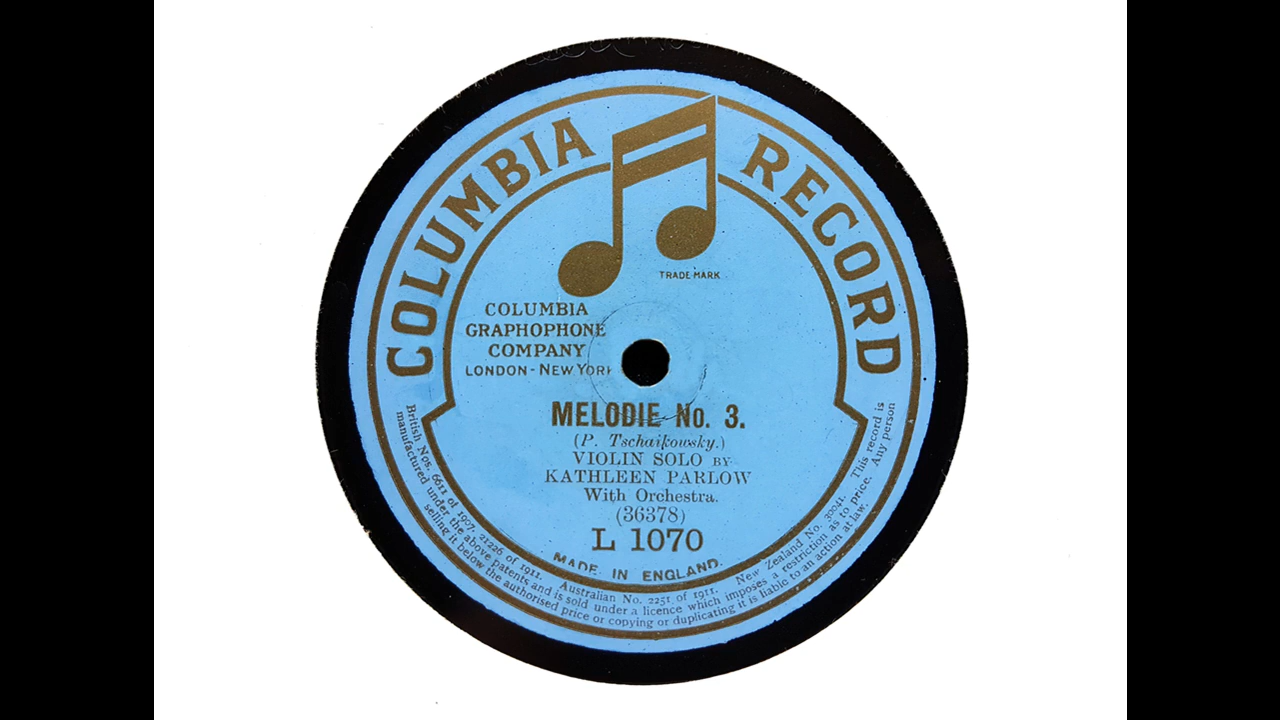 COLUMBIA RECORD
TRADE MARK
COLUMBIA
GRAPHOPHONE
COMPANY
LONDON - NEW YORK
MELODIE No. 3.
(P. Tschaikowsky.)
VIOLIN SOLO BY
KATHLEEN PARLOW
With Orchestra.
(36378)
L 1070
MADE IN ENGLAND.
British Nos. 6611 of 1907. 21226 of 1911. Australian No. 2251 of 1911. New Zealand No. 30041. This record is
manufactured under the above patents and is sold under a licence which imposes a restriction as to price. Any person
selling it below the authorised price or copying or duplicating it is liable to an action at law.